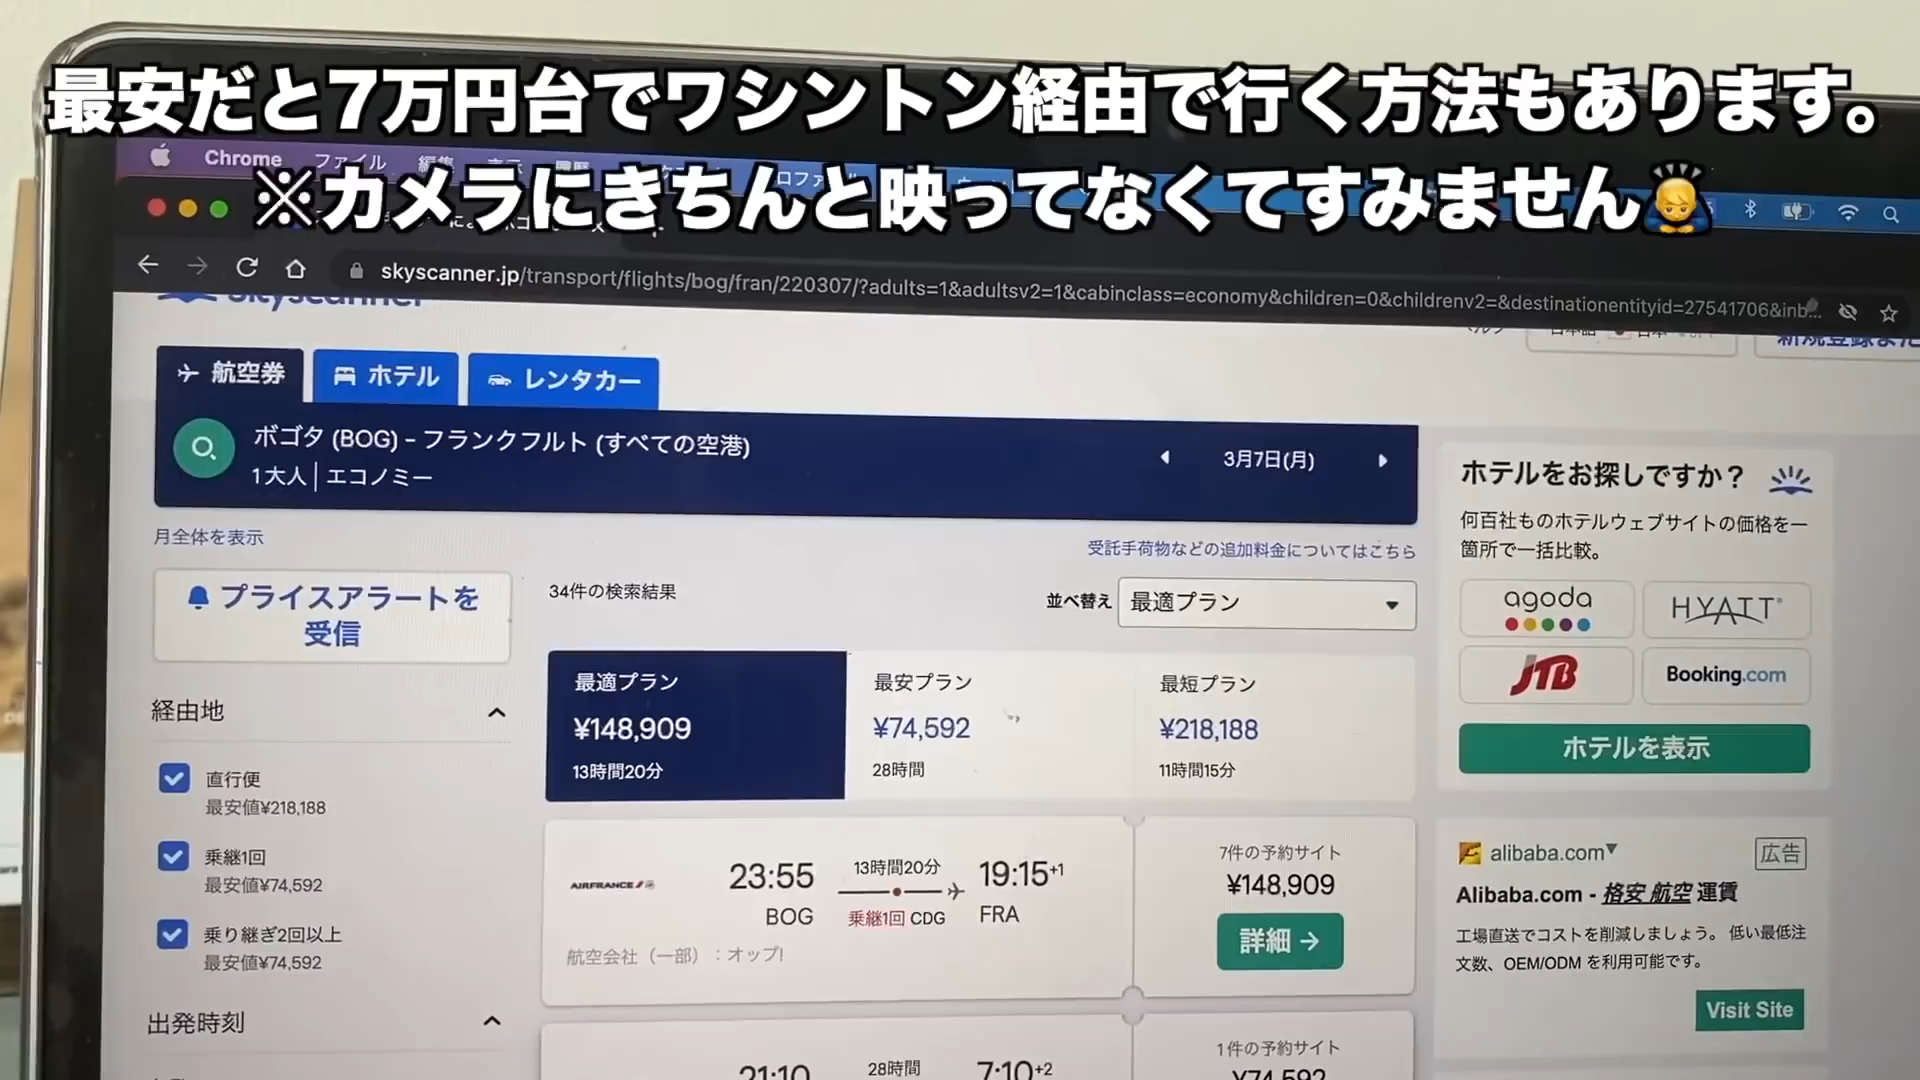 最安だと7万円台でワシントン経由で行く方法もあります。
※カメラにきちんと映ってなくてすみません
Chrome ファイル 編集 表示
skyscanner.jp/transport/flights/bog/fran/220307/?adults=1&adultsv2=1&cabinclass=economy&children=0&childrenv2=&destinationentityid=27541706&inb...
skyscanner
航空券
ホテル
レンタカー
ボゴタ (BOG) – フランクフルト (すべての空港)
1大人 | エコノミー
3月7日(月)
月全体を表示
受託手荷物などの追加料金についてはこちら
プライスアラートを
受信
34件の検索結果
並べ替え 最適プラン
経由地
直行便
最安値¥218,188
乗継1回
最安値¥74,592
乗り継ぎ2回以上
最安値¥74,592
出発時刻
最適プラン
¥148,909
13時間20分
最安プラン
¥74,592
28時間
最短プラン
¥218,188
11時間15分
AIRFRANCE
23:55
BOG
13時間20分
乗継1回 CDG
19:15+1
FRA
航空会社（一部）：オップ!
7件の予約サイト
¥148,909
詳細 →
21:10
28時間
7:10+2
1件の予約サイト
¥74,592
ホテルをお探しですか？
何百社ものホテルウェブサイトの価格を一
箇所で一括比較。
agoda
HYATT
JTB
Booking.com
ホテルを表示
alibaba.com
広告
Alibaba.com - 格安 航空 運賃
工場直送でコストを削減しましょう。 低い最低注
文数、OEM/ODM を利用可能です。
Visit Site